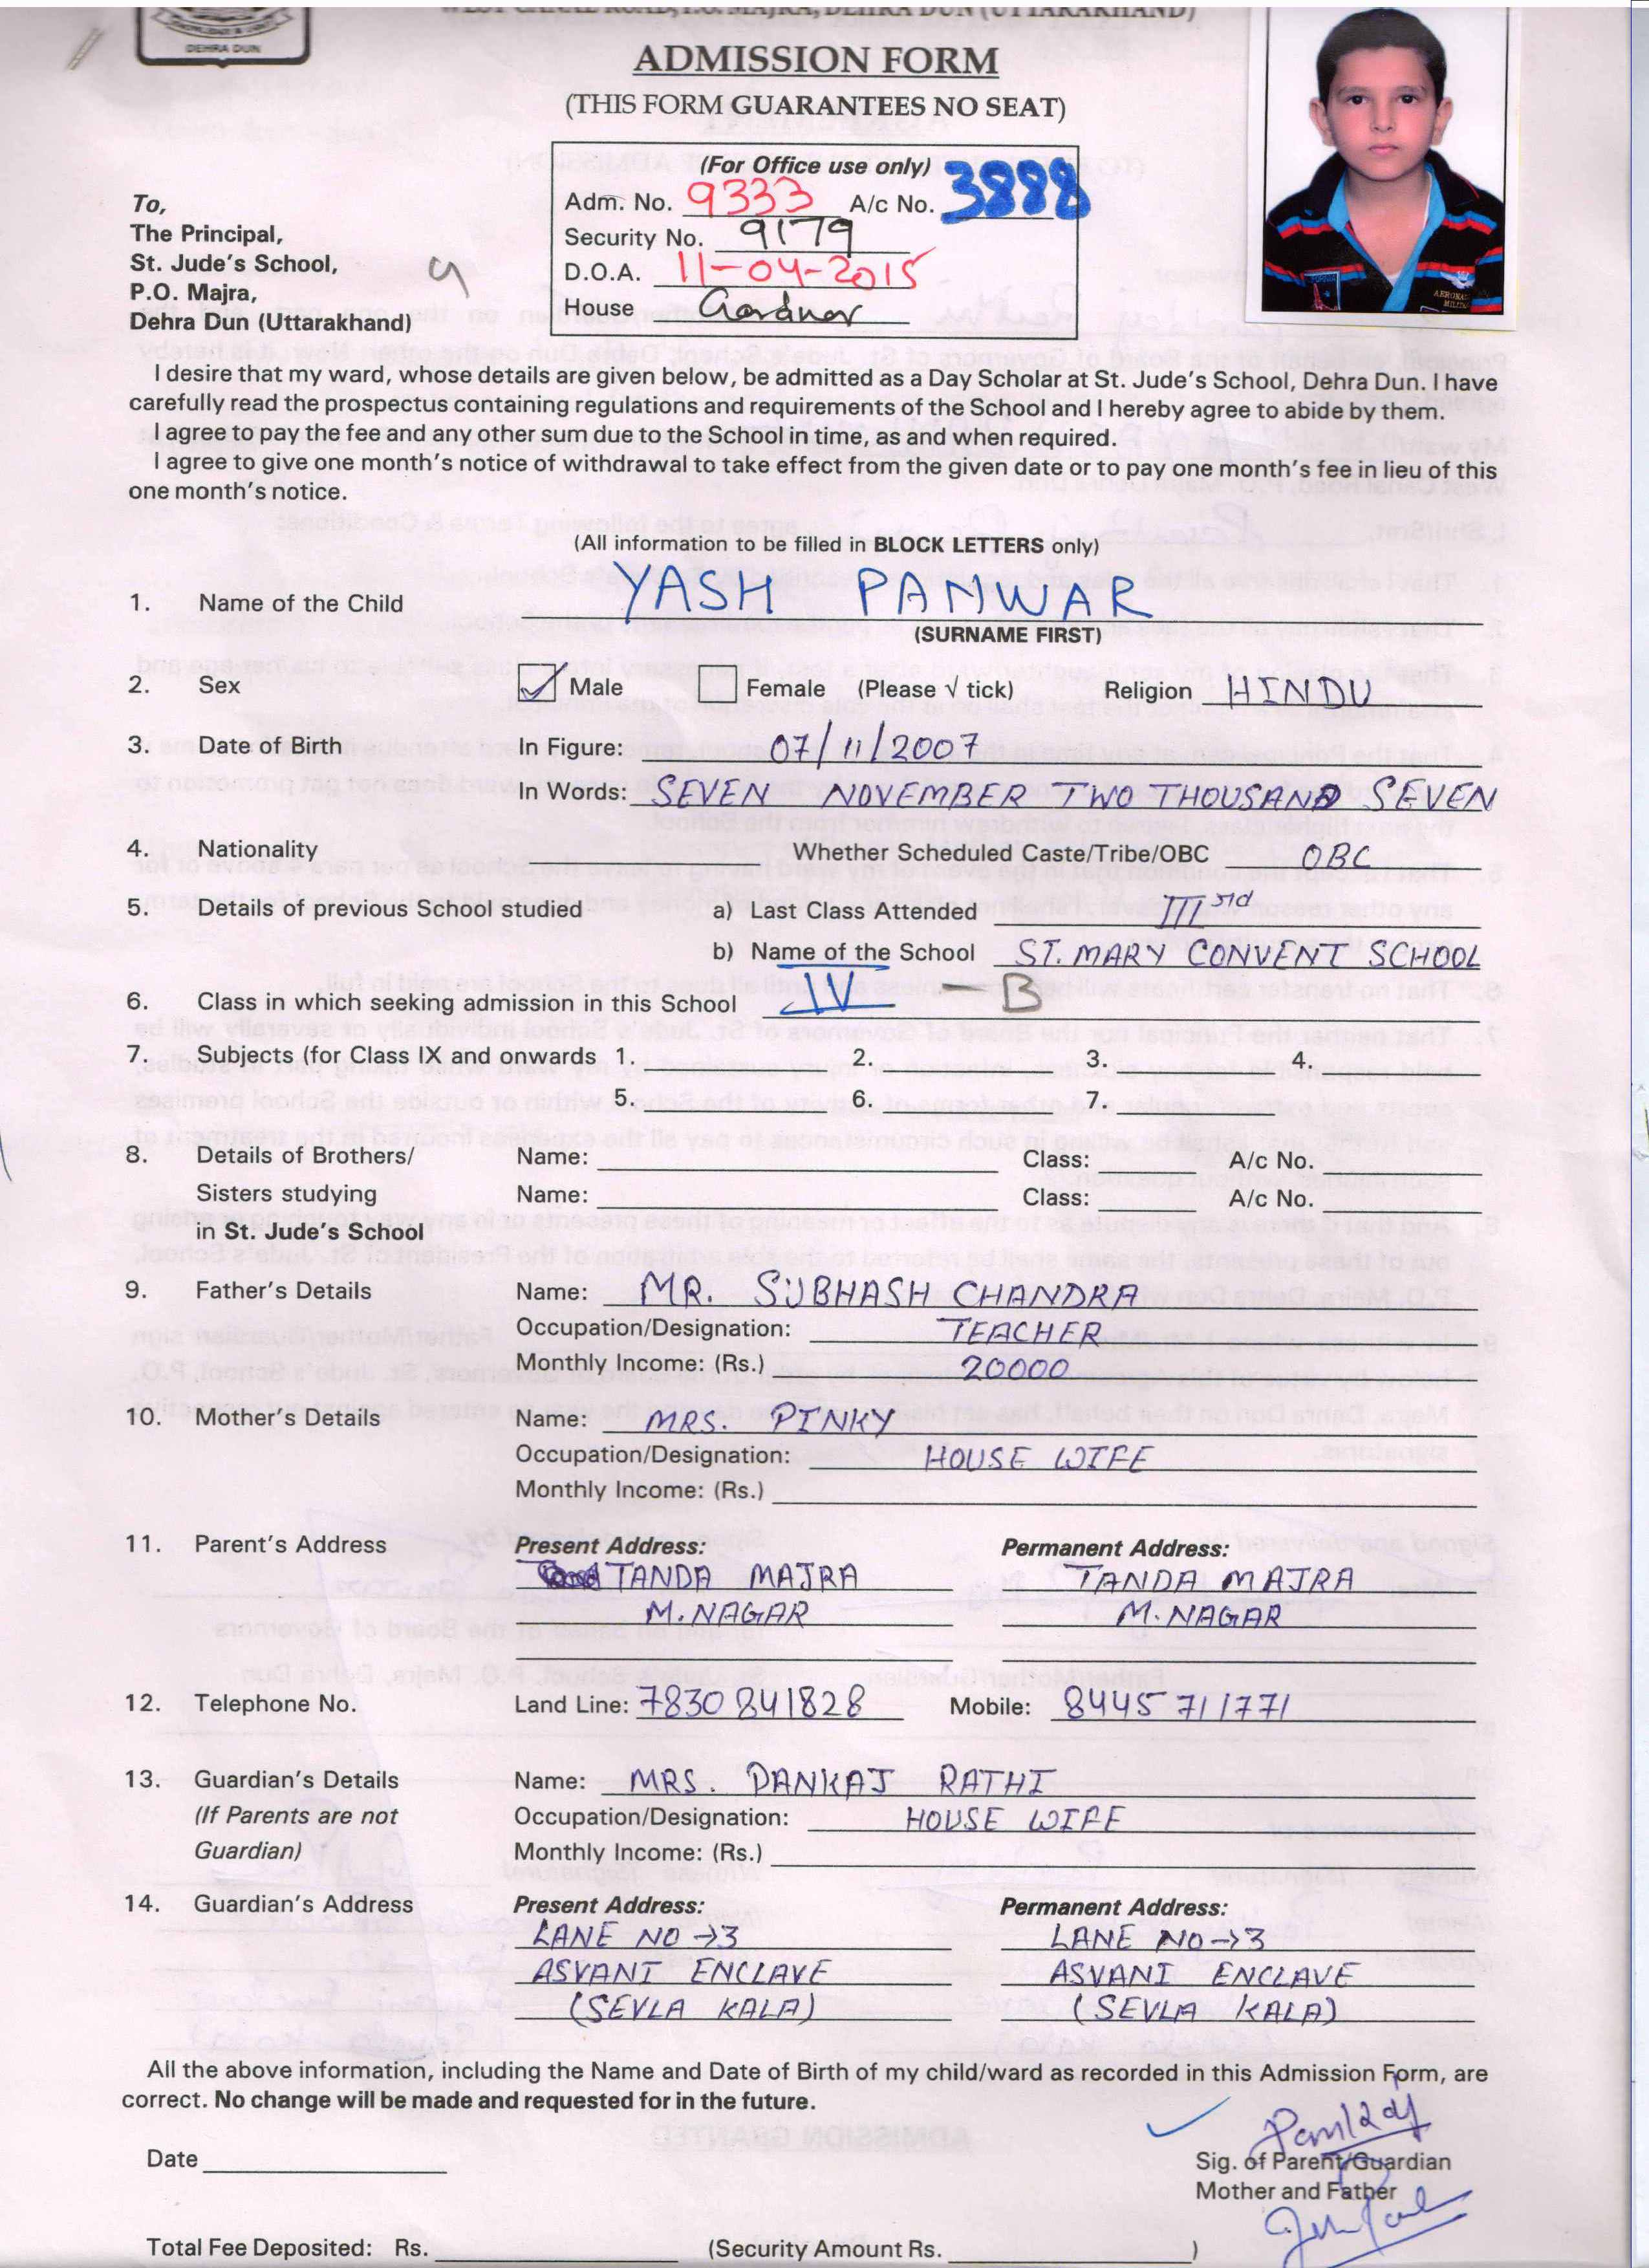 WEST CANAL ROAD, P.O. MAJRA, DEHRA DUN (UTTARAKHAND)
DEHRA DUN
ADMISSION FORM
(THIS FORM GUARANTEES NO SEAT)
(For Office use only)
Adm. No. 9333 A/c No. 3888
Security No. 9179
D.O.A. 11-04-2015
House Gardner
To,
The Principal,
St. Jude's School,
P.O. Majra,
Dehra Dun (Uttarakhand)
I desire that my ward, whose details are given below, be admitted as a Day Scholar at St. Jude's School, Dehra Dun. I have
carefully read the prospectus containing regulations and requirements of the School and I hereby agree to abide by them.
I agree to pay the fee and any other sum due to the School in time, as and when required.
I agree to give one month's notice of withdrawal to take effect from the given date or to pay one month's fee in lieu of this
one month's notice.
(All information to be filled in BLOCK LETTERS only)
1. Name of the Child YASH PANWAR
(SURNAME FIRST)
2. Sex Male Female (Please √ tick) Religion HINDU
3. Date of Birth In Figure: 07/11/2007
In Words: SEVEN NOVEMBER TWO THOUSAND SEVEN
4. Nationality Whether Scheduled Caste/Tribe/OBC OBC
5. Details of previous School studied a) Last Class Attended III rd
b) Name of the School ST. MARY CONVENT SCHOOL
6. Class in which seeking admission in this School IV - B
7. Subjects (for Class IX and onwards 1. 2. 3. 4.
5. 6. 7.
8. Details of Brothers/ Name: Class: A/c No.
Sisters studying Name: Class: A/c No.
in St. Jude's School
9. Father's Details Name: MR. SUBHASH CHANDRA
Occupation/Designation: TEACHER
Monthly Income: (Rs.) 20000
10. Mother's Details Name: MRS. PINKY
Occupation/Designation: HOUSE WIFE
Monthly Income: (Rs.)
11. Parent's Address Present Address: Permanent Address:
TANDA MAJRA TANDA MAJRA
M.NAGAR M.NAGAR
12. Telephone No. Land Line: 7830841828 Mobile: 8445711771
13. Guardian's Details Name: MRS. PANKAJ RATHI
(If Parents are not Occupation/Designation: HOUSE WIFE
Guardian) Monthly Income: (Rs.)
14. Guardian's Address Present Address: Permanent Address:
LANE NO →3 LANE NO→3
ASVANI ENCLAVE ASVANI ENCLAVE
(SEVLA KALA) (SEVLA KALA)
All the above information, including the Name and Date of Birth of my child/ward as recorded in this Admission Form, are
correct. No change will be made and requested for in the future.
Date
Sig. of Parent/Guardian
Mother and Father
Total Fee Deposited: Rs. (Security Amount Rs. )